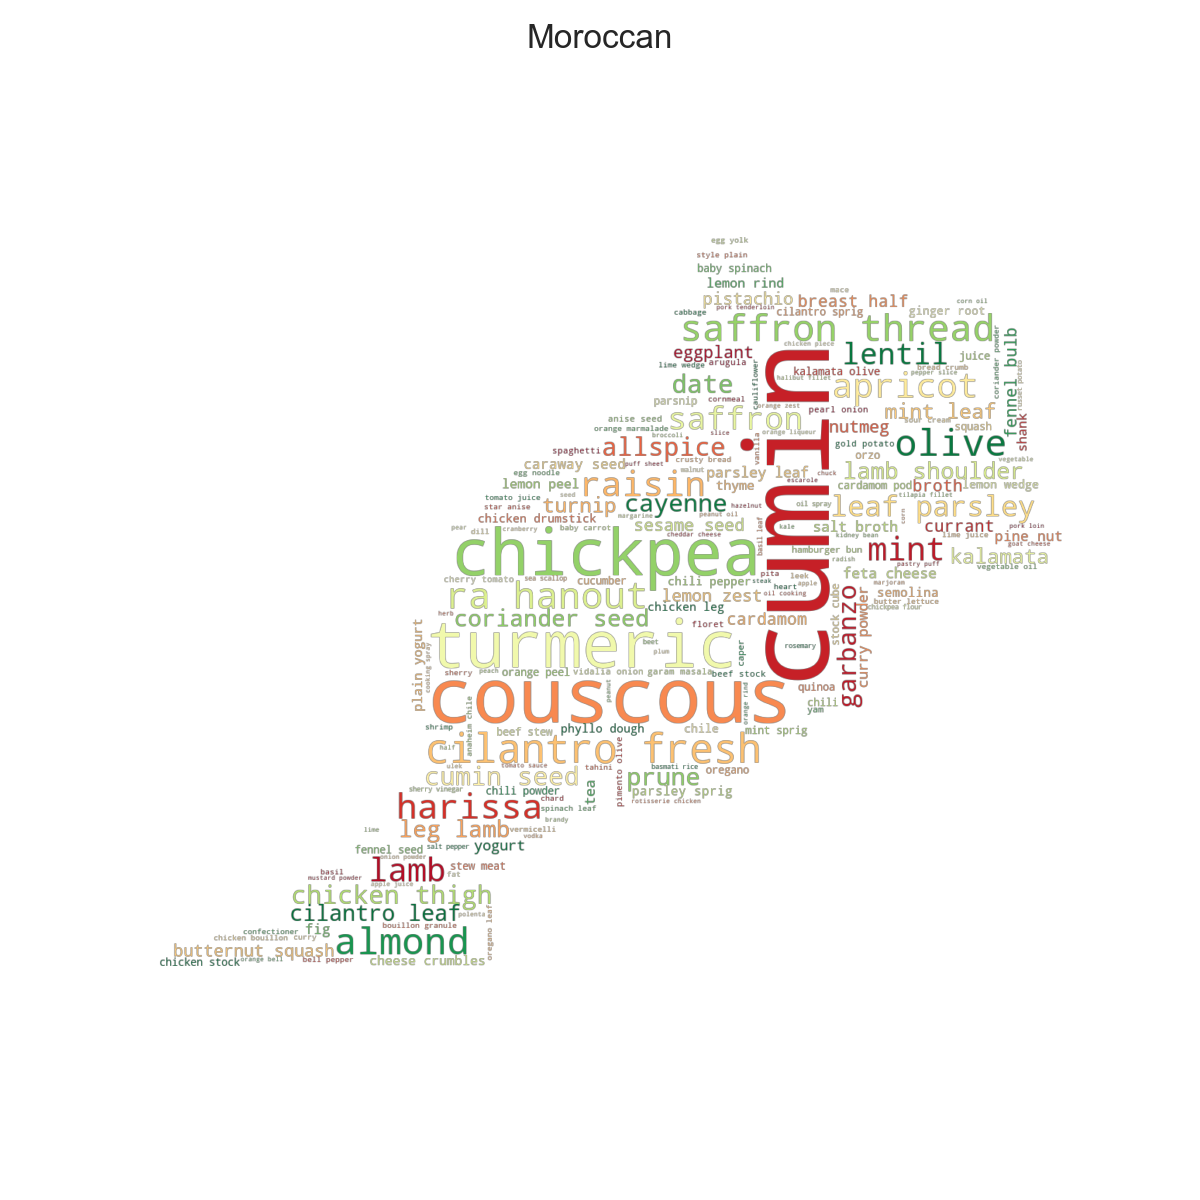 Moroccan
egg yolk
style plain
baby spinach
lemon rind
mace
pistachio
breast half
corn oil
pork tenderloin
cabbage
cilantro sprig
ginger root
saffron thread
chicken piece
eggplant
lentil
juice
arugula
lime wedge
kalamata olive
bread crumb
pepper slice
coriander powder
fennel bulb
russet potato
date
cauliflower
halibut fillet
apricot
parsnip
cornmeal
orange zest
pearl onion
mint leaf
anise seed
saffron
sour cream
shank
orange marmalade
slice
orange liqueur
nutmeg
squash
broccoli
vanilla
gold potato
olive
spaghetti
allspice
crusty bread
orzo
vegetable
caraway seed
puff sheet
walnut
parsley leaf
chuck
lamb shoulder
egg noodle
lemon peel
raisin
thyme
escarole
cardamom pod
broth
lemon wedge
tomato juice
seed
tilapia fillet
star anise
turnip
cayenne
hazelnut
oil spray
corn
leaf parsley
chicken drumstick
margarine
peanut oil
pear
dill
sesame seed
basil leaf
kale
salt broth
currant
pork loin
cheddar cheese
kidney bean
lime juice
pine nut
chickpea
cumin
hamburger bun
mint
goat cheese
radish
kalamata
pastry puff
vegetable oil
cherry tomato
sea scallop
cucumber
chili pepper
steak
pita
leek
apple
feta cheese
ra hanout
lemon zest
heart
oil cooking
stock cube
garbanzo
curry powder
semolina
butter lettuce
chickpea flour
herb
coriander seed
chicken leg
floret
cardamom
plain yogurt
cooking spray
turmeric
beet
plum
caper
rosemary
sherry
peach
orange peel
vidalia onion
garam masala
beef stock
quinoa
couscous
peanut
orange rind
chili
yam
shrimp
anaheim chile
beef stew
phyllo dough
chile
mint sprig
half
cilantro fresh
ulek
tomato sauce
tahini
pimento olive
basmati rice
oregano
cumin seed
prune
sherry vinegar
chili powder
tea
parsley sprig
harissa
chard
rotisserie chicken
spinach leaf
brandy
lime
leg lamb
vermicelli
vodka
fennel seed
onion powder
salt pepper
yogurt
basil
mustard powder
lamb
stew meat
fat
apple juice
chicken thigh
cilantro leaf
polenta
oregano leaf
confectioner
fig
bouillon granule
chicken bouillon
curry
almond
butternut squash
chicken stock
orange bell
bell pepper
cheese crumbles
baby carrot
cranberry